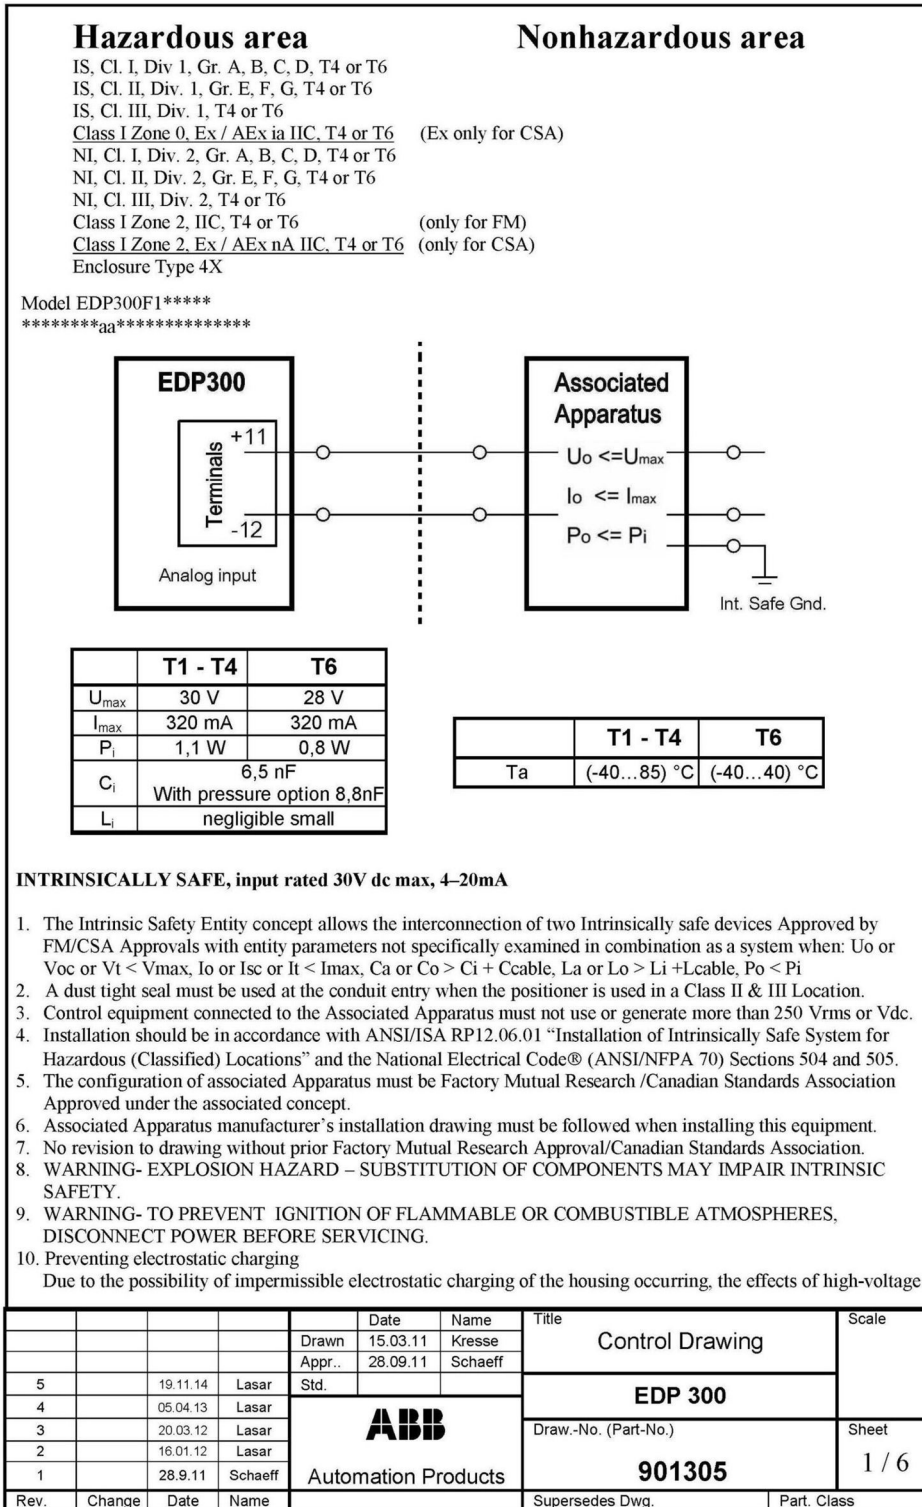 Hazardous area
Nonhazardous area
IS, Cl. I, Div 1, Gr. A, B, C, D, T4 or T6
IS, Cl. II, Div. 1, Gr. E, F, G, T4 or T6
IS, Cl. III, Div. 1, T4 or T6
Class I Zone 0, Ex / AEx ia IIC, T4 or T6 (Ex only for CSA)
NI, Cl. I, Div. 2, Gr. A, B, C, D, T4 or T6
NI, Cl. II, Div. 2, Gr. E, F, G, T4 or T6
NI, Cl. III, Div. 2, T4 or T6
Class I Zone 2, IIC, T4 or T6 (only for FM)
Class I Zone 2, Ex / AEx nA IIC, T4 or T6 (only for CSA)
Enclosure Type 4X
Model EDP300F1*****
********aa**************
EDP300
Terminals
+11
-12
Analog input
Associated
Apparatus
Uo <=Umax
Io <= Imax
Po <= Pi
Int. Safe Gnd.
T1 - T4 T6
Umax 30 V 28 V
Imax 320 mA 320 mA
Pi 1,1 W 0,8 W
Ci 6,5 nF
With pressure option 8,8nF
Li negligible small
T1 - T4 T6
Ta (-40...85) °C (-40...40) °C
INTRINSICALLY SAFE, input rated 30V dc max, 4–20mA
1. The Intrinsic Safety Entity concept allows the interconnection of two Intrinsically safe devices Approved by
FM/CSA Approvals with entity parameters not specifically examined in combination as a system when: Uo or
Voc or Vt < Vmax, Io or Isc or It < Imax, Ca or Co > Ci + Ccable, La or Lo > Li +Lcable, Po < Pi
2. A dust tight seal must be used at the conduit entry when the positioner is used in a Class II & III Location.
3. Control equipment connected to the Associated Apparatus must not use or generate more than 250 Vrms or Vdc.
4. Installation should be in accordance with ANSI/ISA RP12.06.01 “Installation of Intrinsically Safe System for
Hazardous (Classified) Locations” and the National Electrical Code® (ANSI/NFPA 70) Sections 504 and 505.
5. The configuration of associated Apparatus must be Factory Mutual Research /Canadian Standards Association
Approved under the associated concept.
6. Associated Apparatus manufacturer’s installation drawing must be followed when installing this equipment.
7. No revision to drawing without prior Factory Mutual Research Approval/Canadian Standards Association.
8. WARNING- EXPLOSION HAZARD – SUBSTITUTION OF COMPONENTS MAY IMPAIR INTRINSIC
SAFETY.
9. WARNING- TO PREVENT IGNITION OF FLAMMABLE OR COMBUSTIBLE ATMOSPHERES,
DISCONNECT POWER BEFORE SERVICING.
10. Preventing electrostatic charging
Due to the possibility of impermissible electrostatic charging of the housing occurring, the effects of high-voltage
Date Name
Drawn 15.03.11 Kresse
Appr.. 28.09.11 Schaeff
Std.
5 19.11.14 Lasar
4 05.04.13 Lasar
3 20.03.12 Lasar
2 16.01.12 Lasar
1 28.9.11 Schaeff
Rev. Change Date Name
ABB
Automation Products
Title
Control Drawing
EDP 300
Draw.-No. (Part-No.)
901305
Scale
Sheet
1 / 6
Supersedes Dwg.
Part. Class